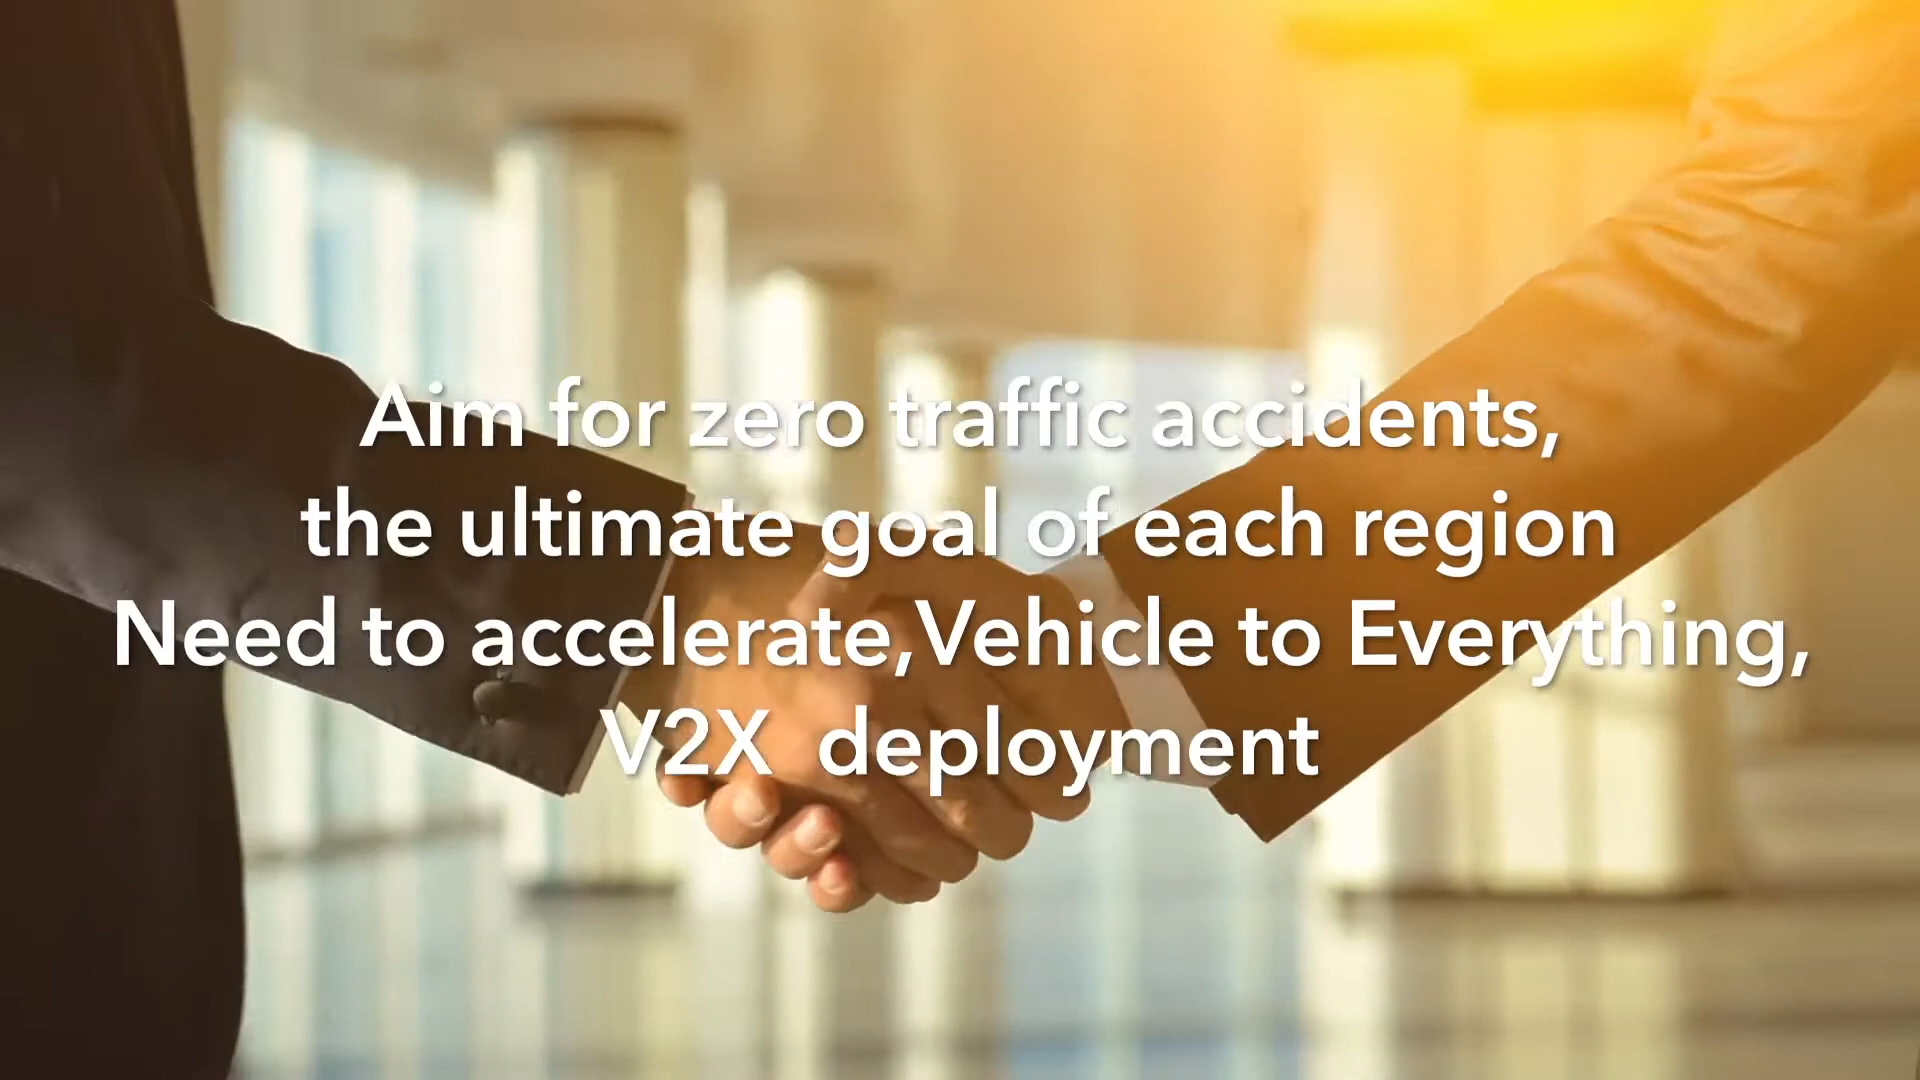 Aim for zero traffic accidents,
the ultimate goal of each region
Need to accelerate,Vehicle to Everything,
V2X  deployment